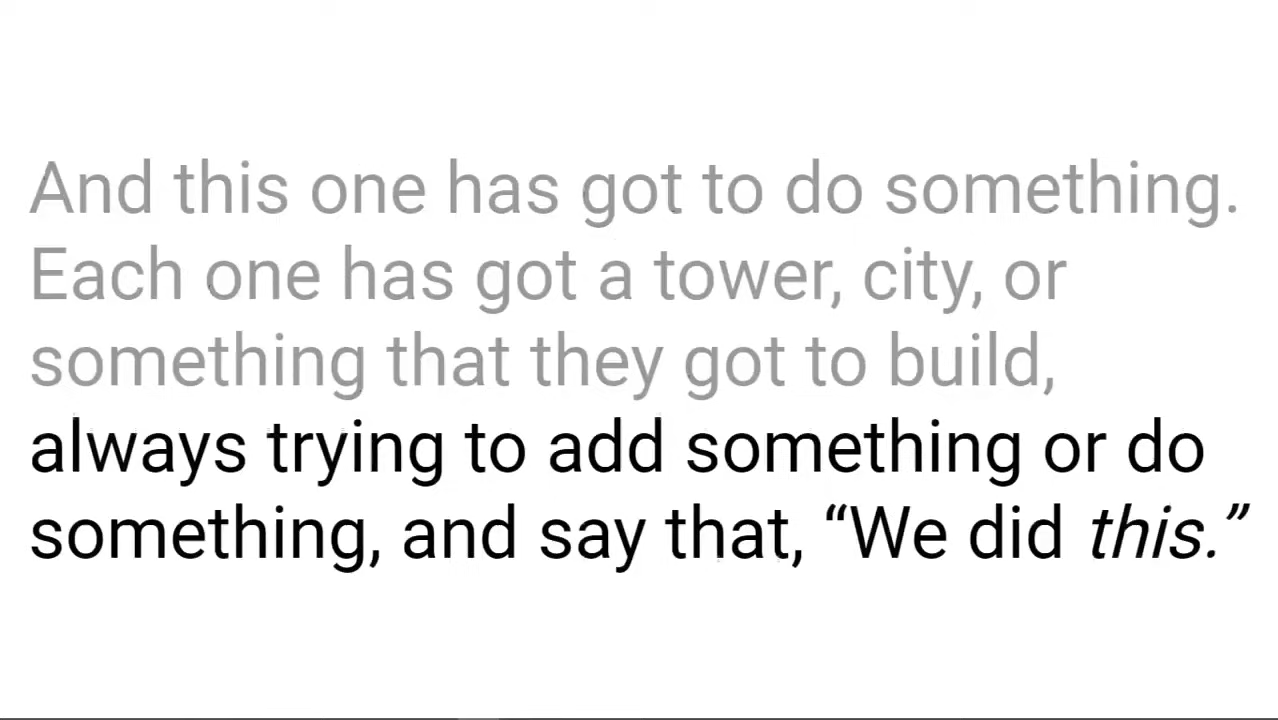 And this one has got to do something.
Each one has got a tower, city, or
something that they got to build,
always trying to add something or do
something, and say that, “We did this.”